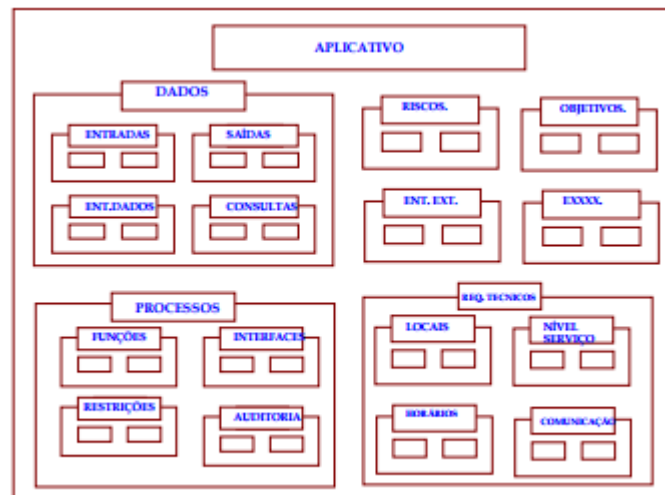 APLICATIVO
DADOS
ENTRADAS
SAÍDAS
ENT.DADOS
CONSULTAS
RISCOS.
OBJETIVOS.
ENT. EXT.
EXXXX.
PROCESSOS
FUNÇÕES
INTERFACES
RESTRIÇÕES
AUDITORIA
REQ. TECNICOS
LOCAIS
NÍVEL
SERVIÇO
HORÁRIOS
COMUNICAÇÃO